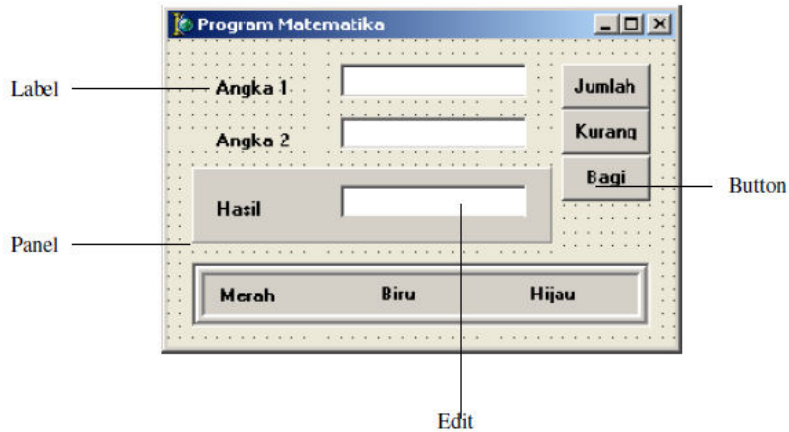 Program Matematika
Label
Angka 1
Jumlah
Angka 2
Kurang
Bagi
Button
Hasil
Panel
Merah Biru Hijau
Edit